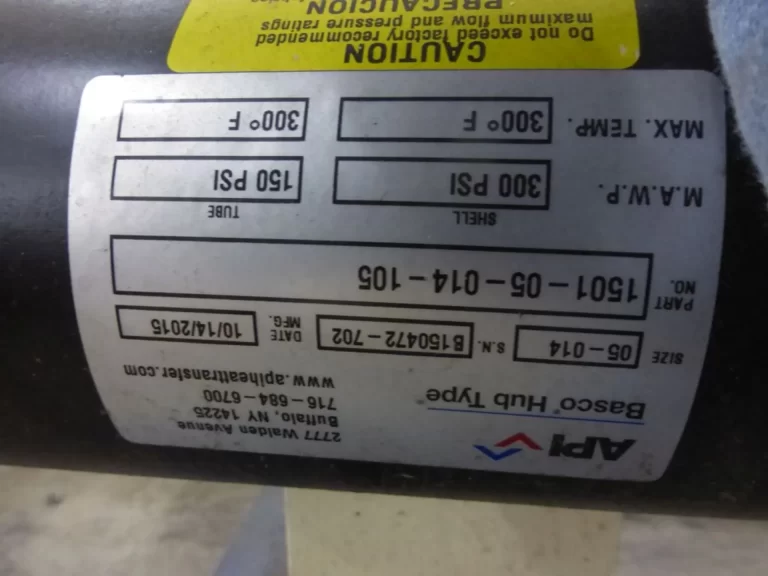 API
Basco® Hub Type
2777 Walden Avenue
Buffalo, NY 14225
716-684-6700
www.apiheattransfer.com
SIZE 05-014 S.N. B150472-702 DATE MFG. 10/14/2015
PART NO. 1501-05-014-105
SHELL TUBE
M.A.W.P. 300 PSI 150 PSI
MAX. TEMP. 300° F 300° F
CAUTION
Do not exceed factory recommended
maximum flow and pressure ratings
PRECAUCION